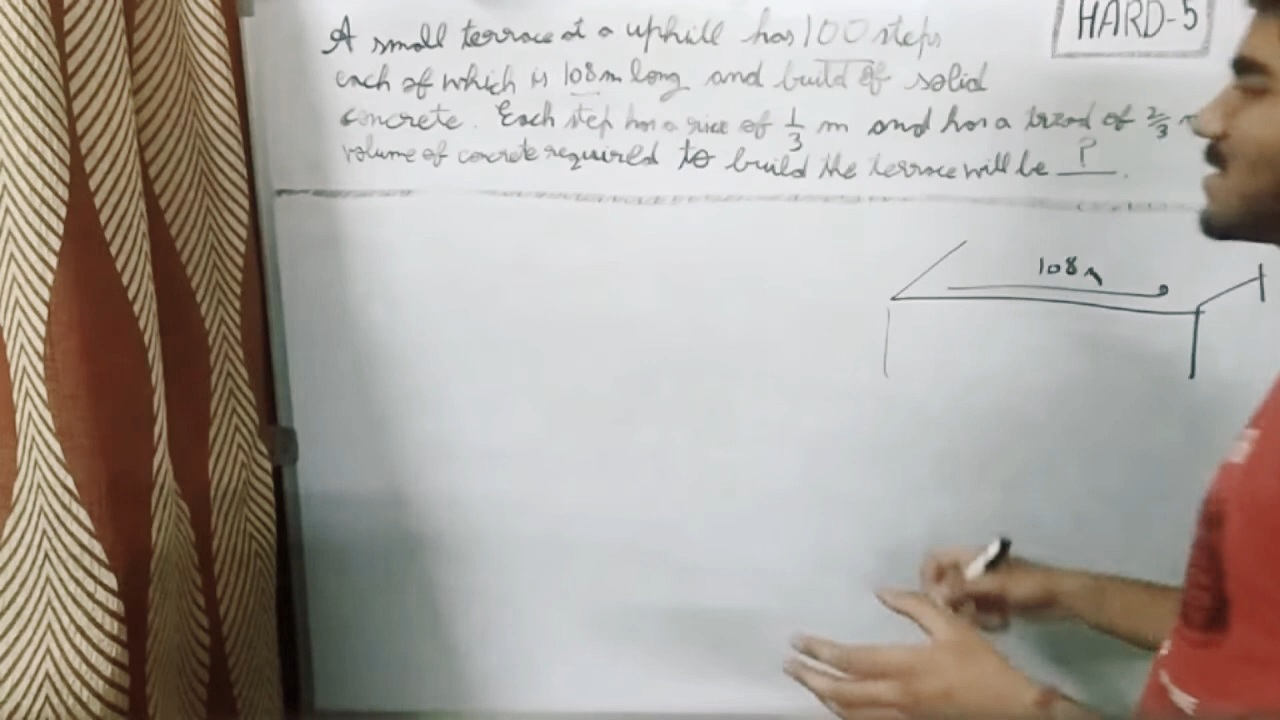 HARD-5
A small terrace at a uphill has 100 steps
each of which is 108m long and build of solid
concrete. Each step has a rice of 1/3 m and has a tread of 2/3
volume of concrete required to build the terrace will be ? .
108m